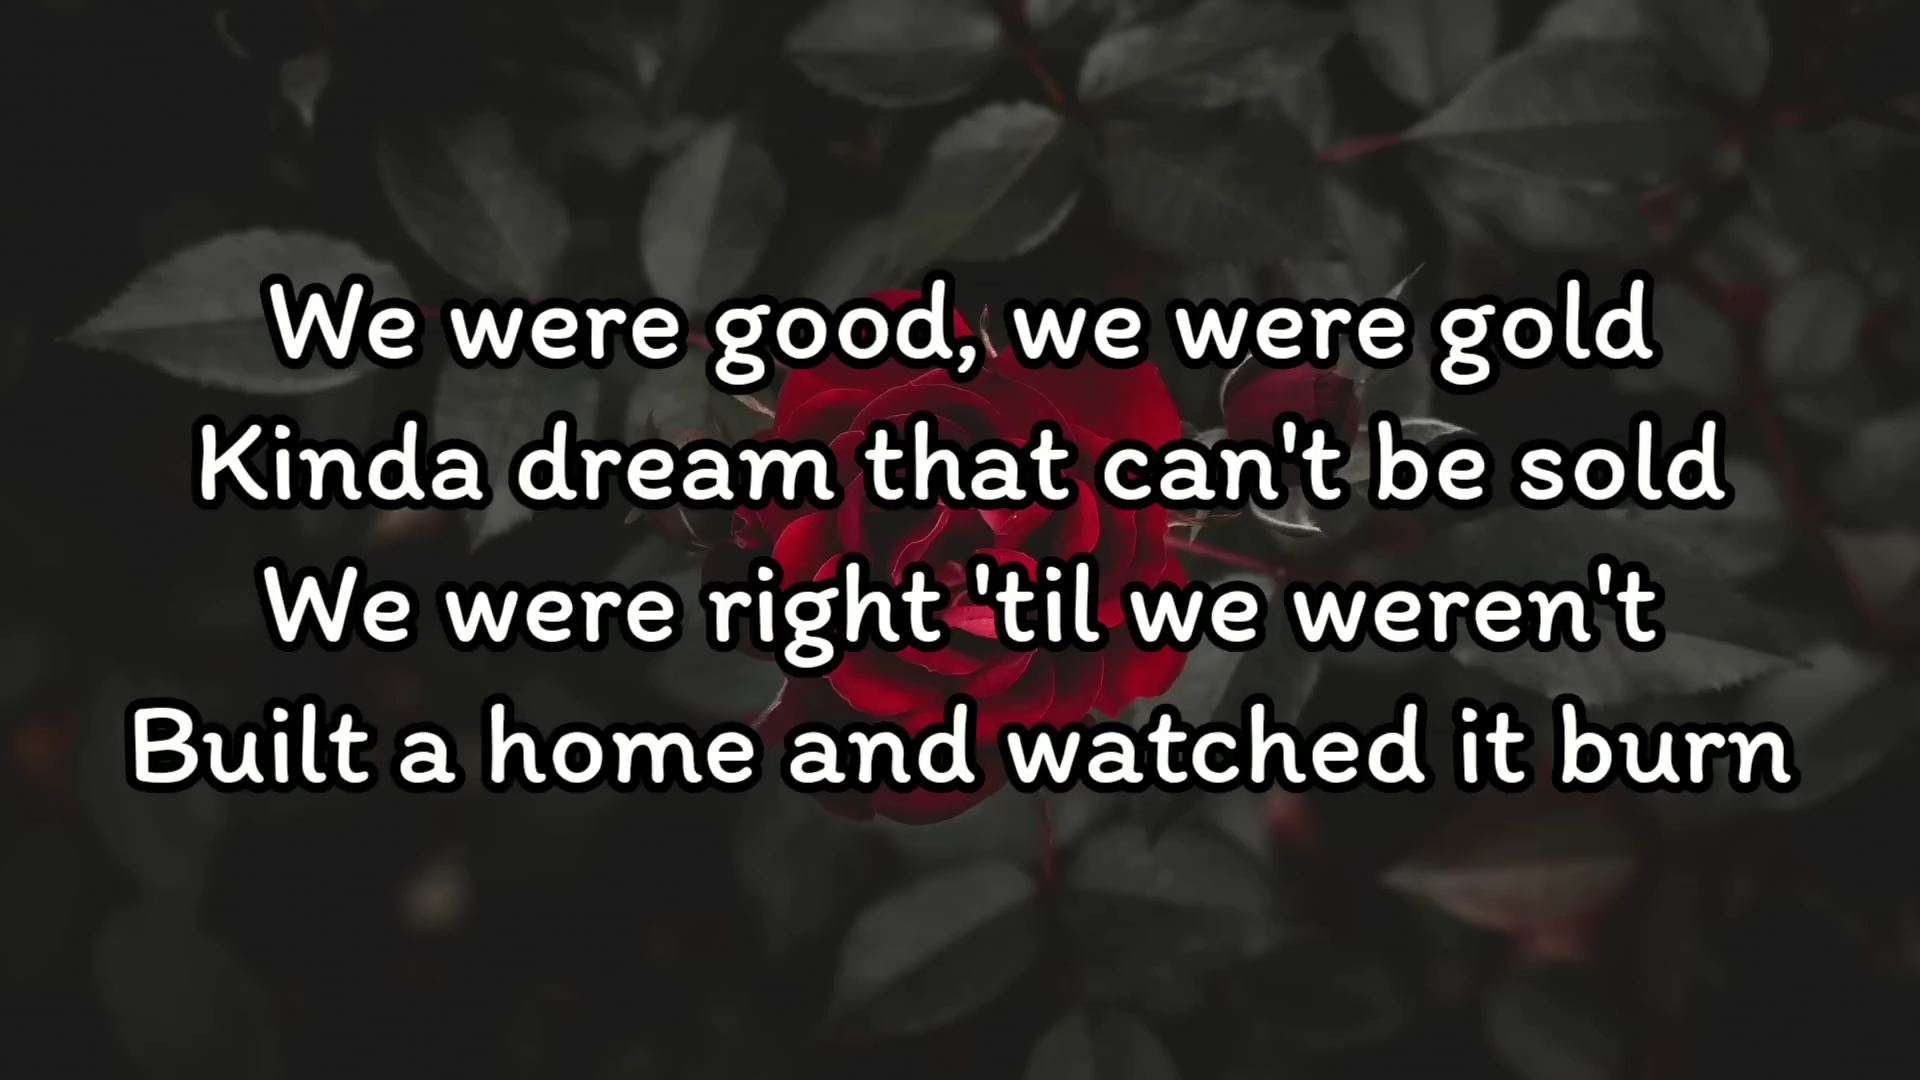 We were good, we were gold
Kinda dream that can't be sold
We were right 'til we weren't
Built a home and watched it burn